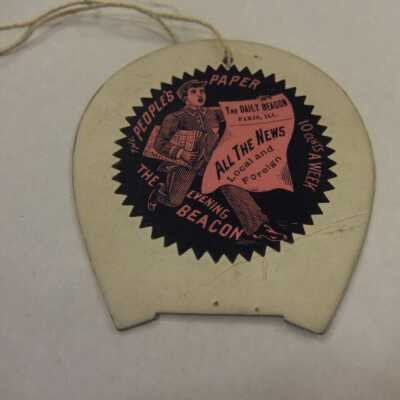 THE PEOPLE'S PAPER
10 CENTS A WEEK
THE DAILY BEACON
PARIS, ILL.
ALL THE NEWS
Local and
Foreign
THE EVENING
BEACON